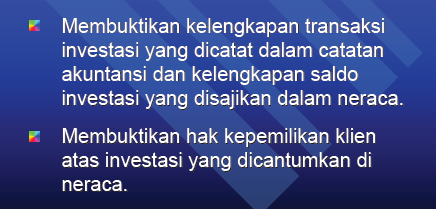 Membuktikan kelengkapan transaksi
investasi yang dicatat dalam catatan
akuntansi dan kelengkapan saldo
investasi yang disajikan dalam neraca.
Membuktikan hak kepemilikan klien
atas investasi yang dicantumkan di
neraca.